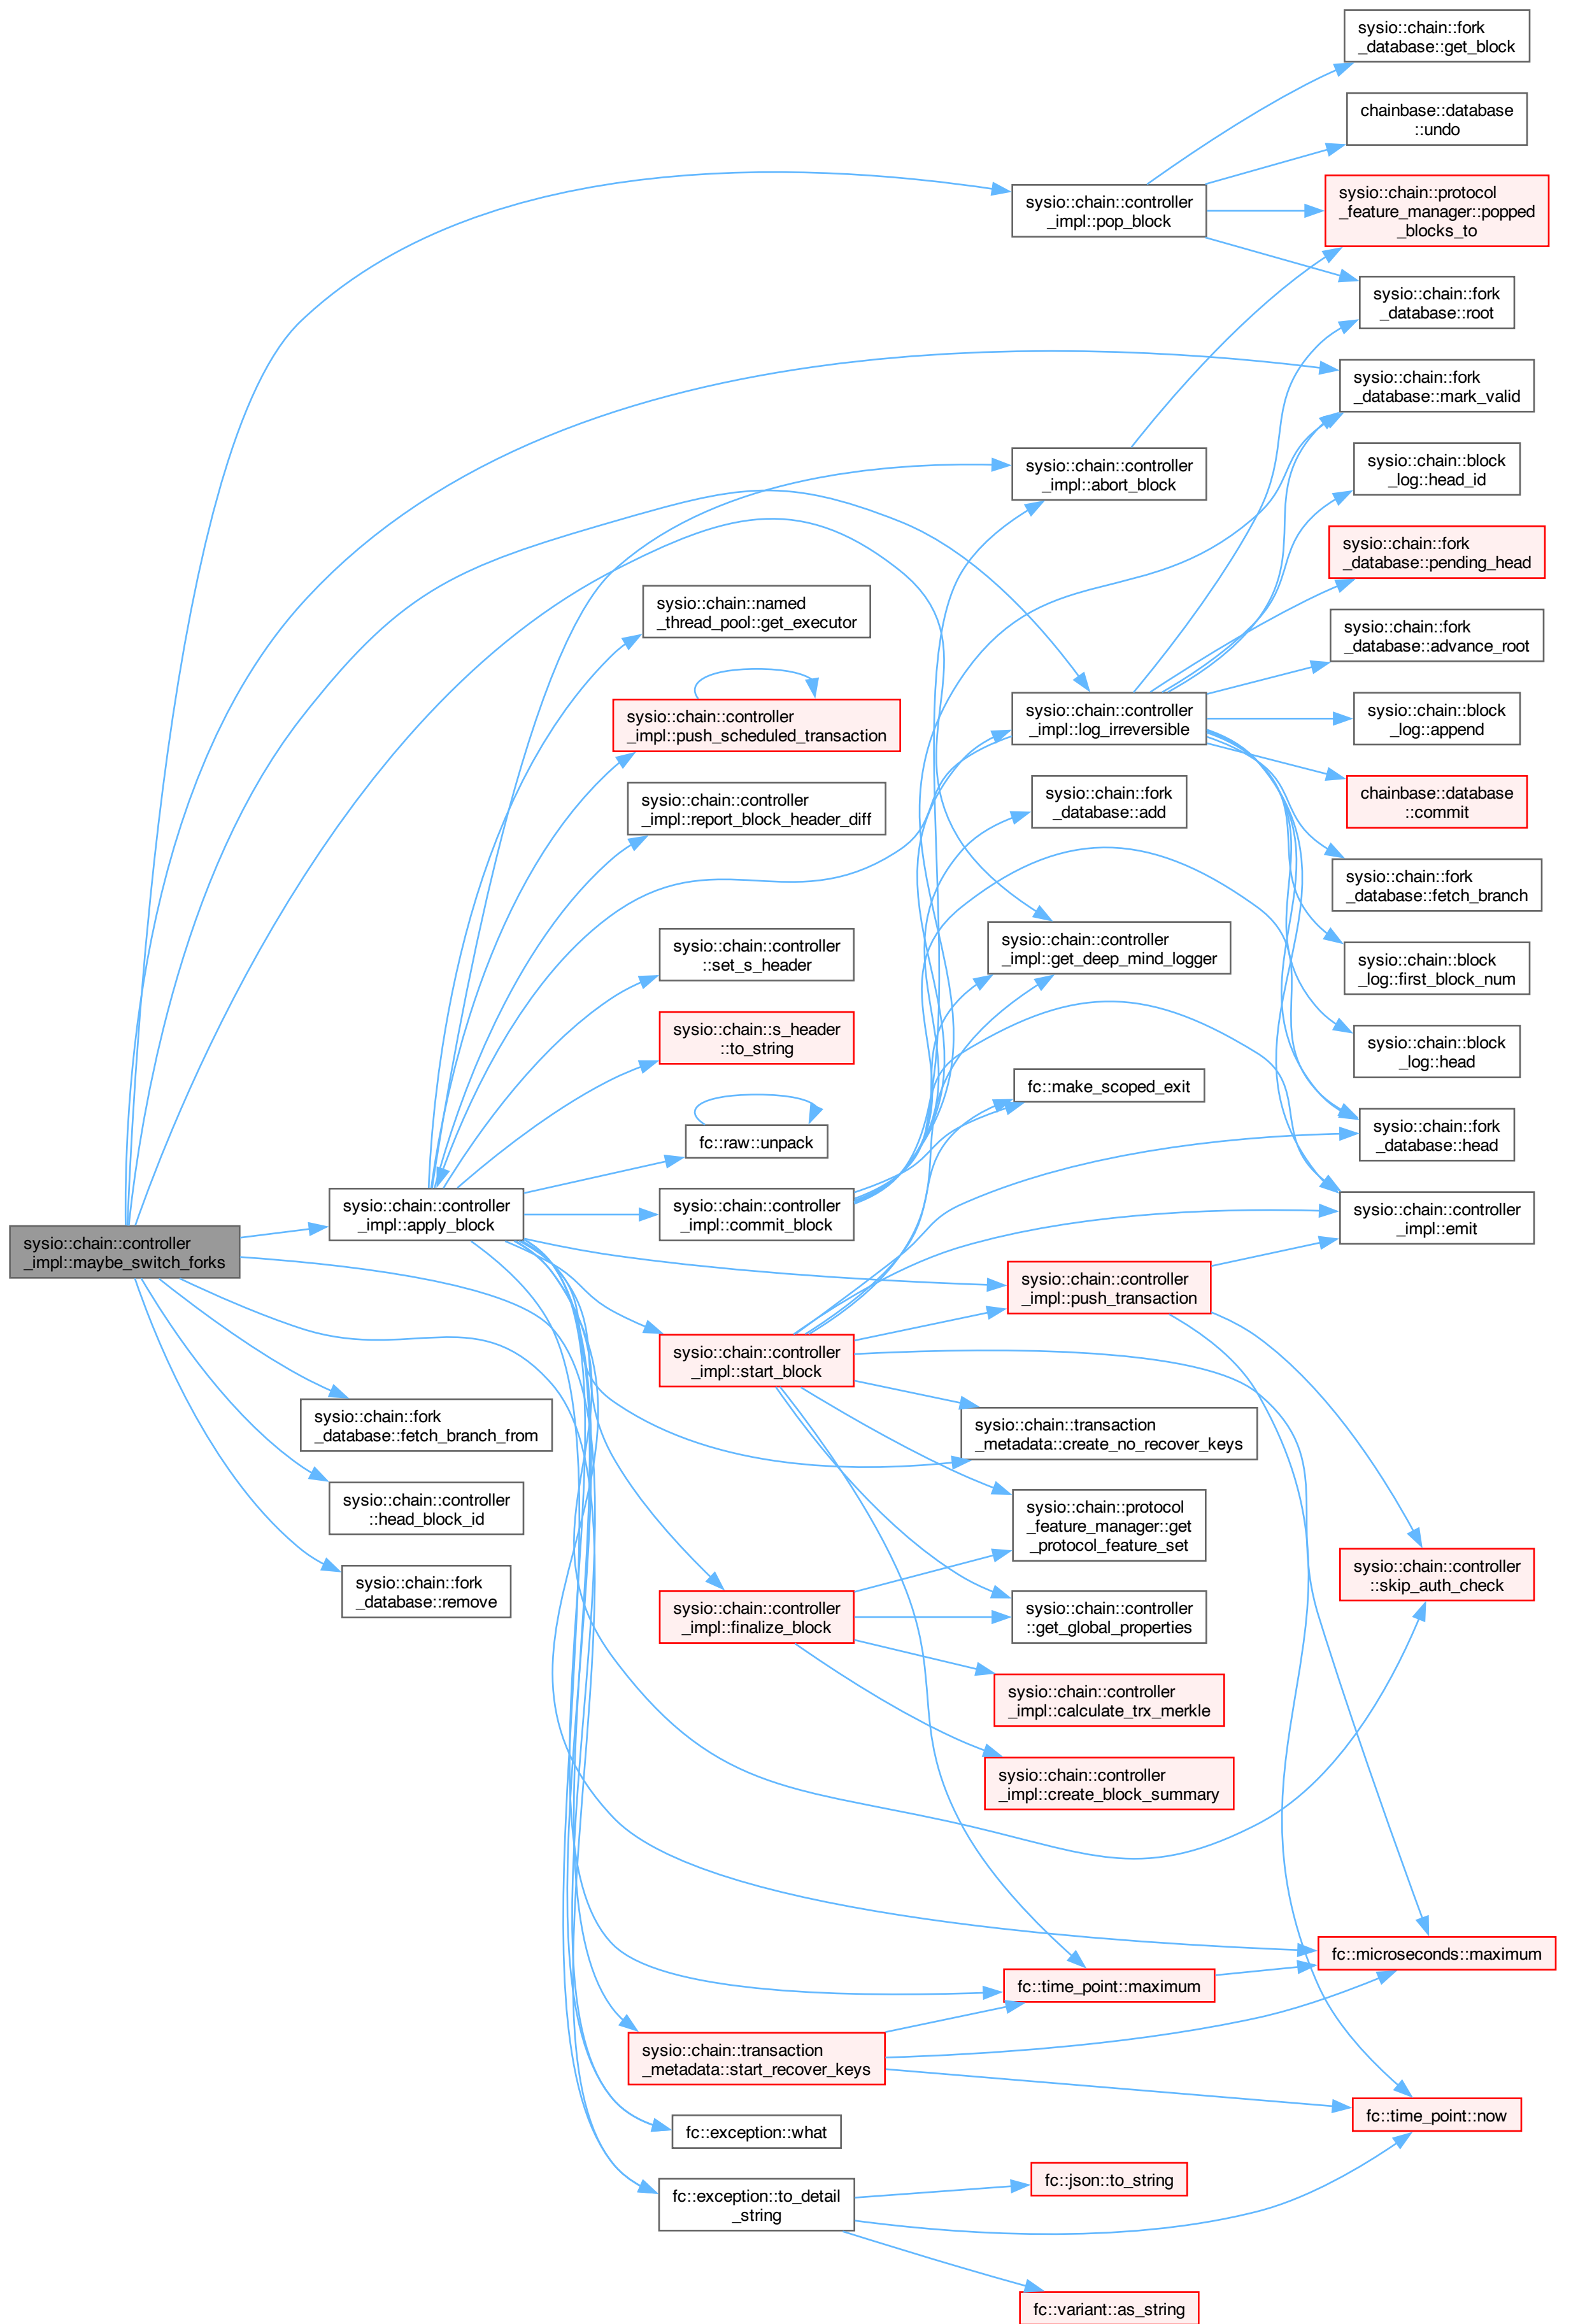 sysio::chain::fork
_database::get_block
chainbase::database
::undo
sysio::chain::protocol
_feature_manager::popped
_blocks_to
sysio::chain::controller
_impl::pop_block
sysio::chain::fork
_database::root
sysio::chain::fork
_database::mark_valid
sysio::chain::controller
_impl::abort_block
sysio::chain::block
_log::head_id
sysio::chain::fork
_database::pending_head
sysio::chain::named
_thread_pool::get_executor
sysio::chain::fork
_database::advance_root
sysio::chain::controller
_impl::push_scheduled_transaction
sysio::chain::controller
_impl::log_irreversible
sysio::chain::block
_log::append
sysio::chain::controller
_impl::report_block_header_diff
sysio::chain::fork
_database::add
chainbase::database
::commit
sysio::chain::fork
_database::fetch_branch
sysio::chain::controller
::set_s_header
sysio::chain::controller
_impl::get_deep_mind_logger
sysio::chain::block
_log::first_block_num
sysio::chain::s_header
::to_string
sysio::chain::block
_log::head
fc::make_scoped_exit
fc::raw::unpack
sysio::chain::fork
_database::head
sysio::chain::controller
_impl::apply_block
sysio::chain::controller
_impl::commit_block
sysio::chain::controller
_impl::emit
sysio::chain::controller
_impl::maybe_switch_forks
sysio::chain::controller
_impl::push_transaction
sysio::chain::controller
_impl::start_block
sysio::chain::fork
_database::fetch_branch_from
sysio::chain::transaction
_metadata::create_no_recover_keys
sysio::chain::controller
::head_block_id
sysio::chain::protocol
_feature_manager::get
_protocol_feature_set
sysio::chain::fork
_database::remove
sysio::chain::controller
::skip_auth_check
sysio::chain::controller
_impl::finalize_block
sysio::chain::controller
::get_global_properties
sysio::chain::controller
_impl::calculate_trx_merkle
sysio::chain::controller
_impl::create_block_summary
fc::microseconds::maximum
fc::time_point::maximum
sysio::chain::transaction
_metadata::start_recover_keys
fc::time_point::now
fc::exception::what
fc::json::to_string
fc::exception::to_detail
_string
fc::variant::as_string